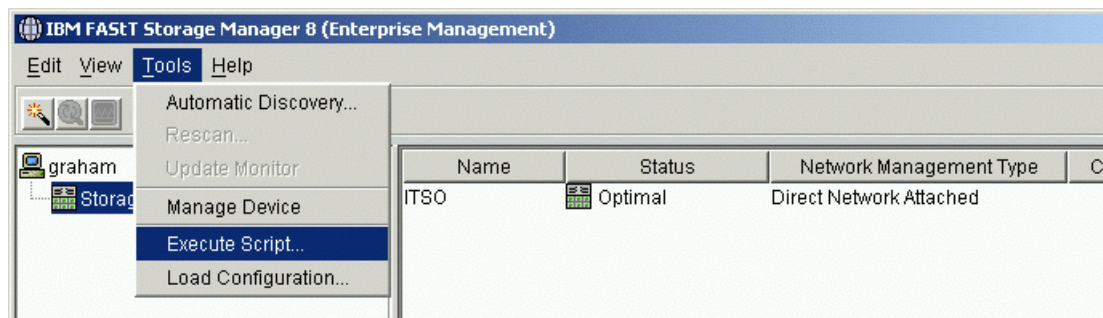 IBM FAStT Storage Manager 8 (Enterprise Management)
Edit View Tools Help
Automatic Discovery...
Rescan...
Update Monitor
Manage Device
Execute Script...
Load Configuration...
graham
Name Status Network Management Type
ITSO Optimal Direct Network Attached